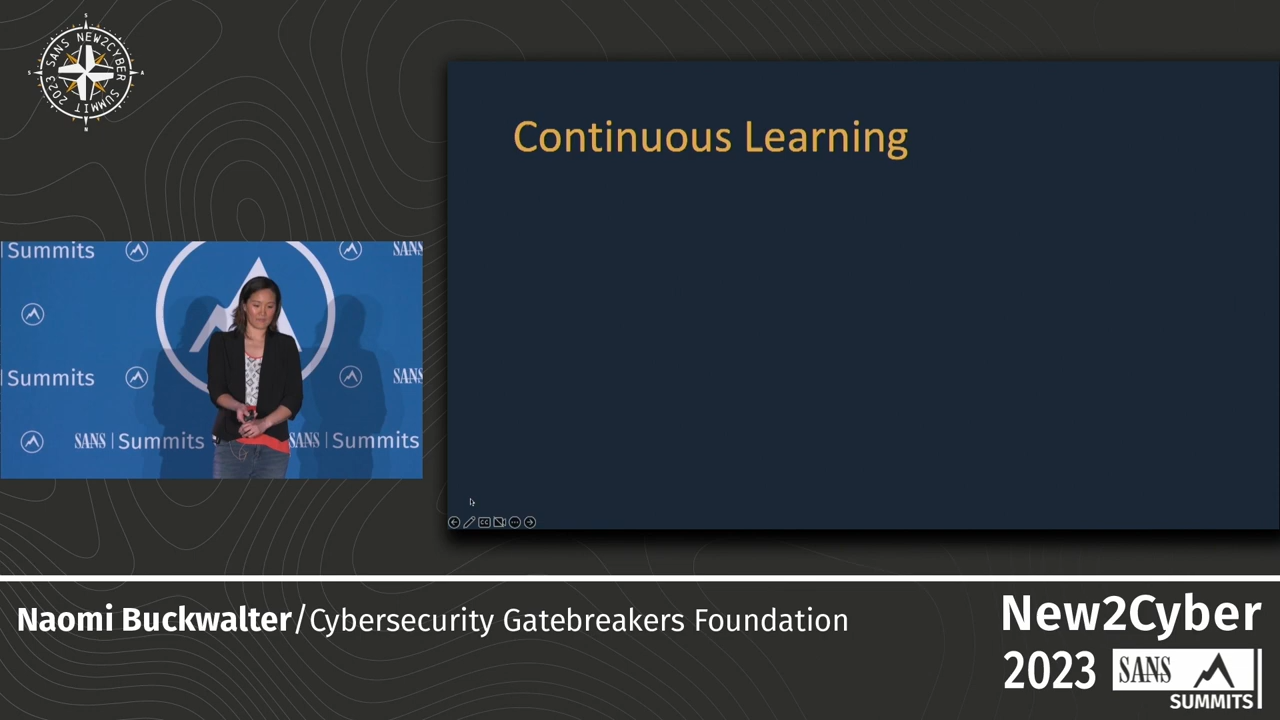 SANS NEW2CYBER SUMMIT 2023
N
S
A
S
Continuous Learning
Summits
SANS
Summits
SANS
SANS | Summits
SANS | Summits
CC
Naomi Buckwalter/Cybersecurity Gatebreakers Foundation
New2Cyber
2023 SANS
SUMMITS